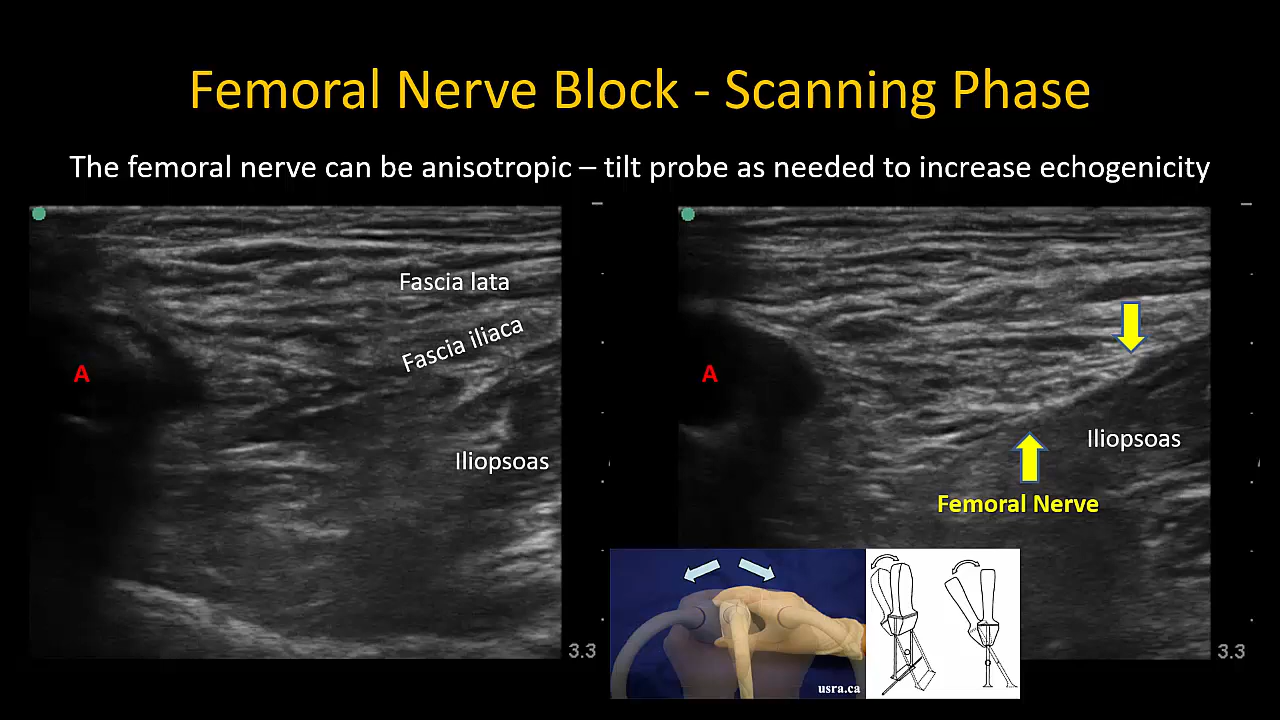 Femoral Nerve Block - Scanning Phase
The femoral nerve can be anisotropic – tilt probe as needed to increase echogenicity
Fascia lata
Fascia iliaca
A
Iliopsoas
3.3
A
Iliopsoas
Femoral Nerve
usra.ca
3.3